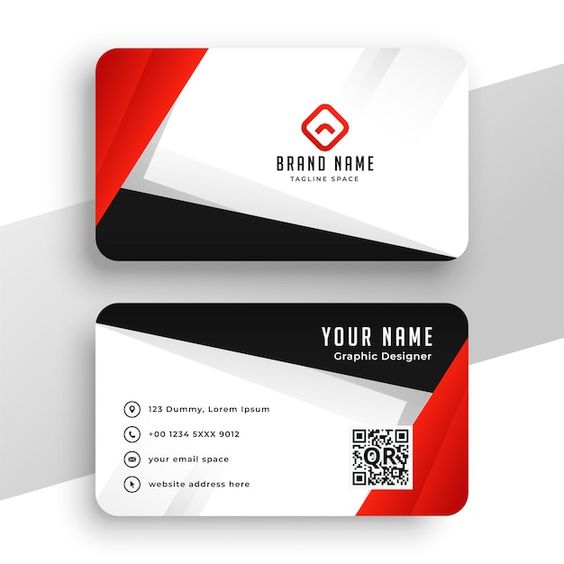 BRAND NAME
TAGLINE SPACE
YOUR NAME
Graphic Designer
123 Dummy, Lorem Ipsum
+00 1234 5XXX 9012
your email space
website address here
QR